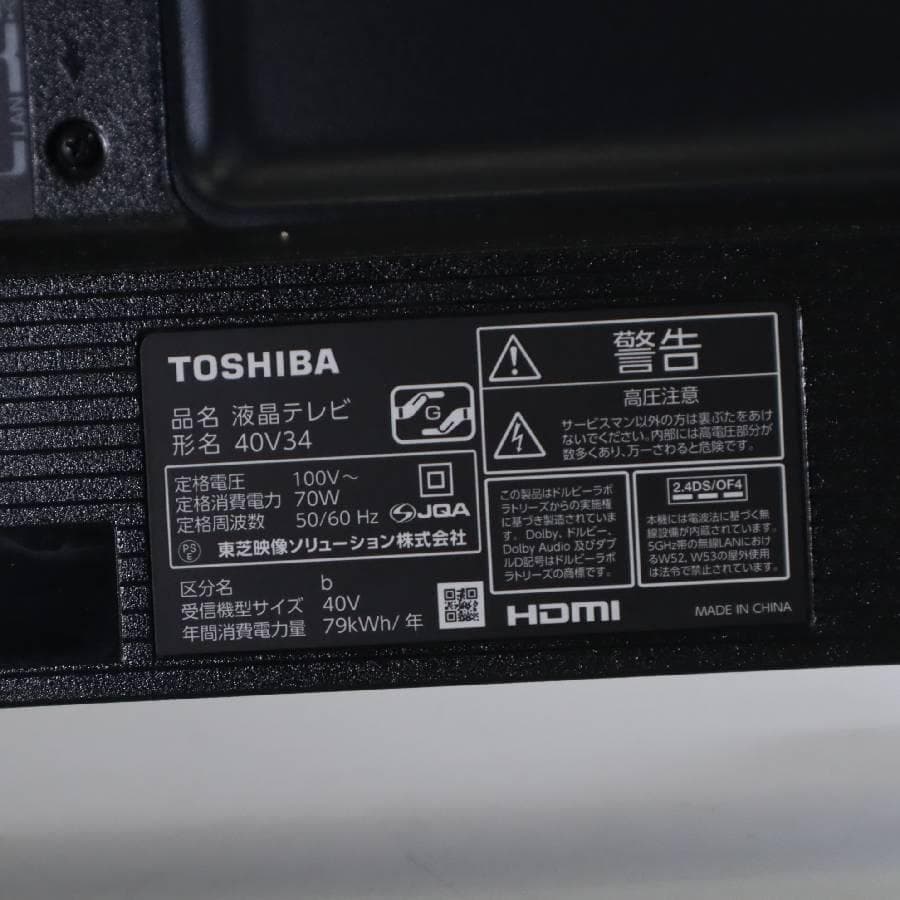 LAN
TOSHIBA
品名 液晶テレビ
形名 40V34
G
定格電圧 100V～
定格消費電力 70W
定格周波数 50/60 Hz
JQA
PS
E
東芝映像ソリューション株式会社
区分名 b
受信機型サイズ 40V
年間消費電力量 79kWh/年
警告
高圧注意
サービスマン以外の方は裏ぶたをあけ
ないでください。内部には高電圧部分が
数多くあり、万一さわると危険です。
この製品はドルビーラボ
ラトリーズからの実施権
に基づき製造されていま
す。Dolby、ドルビー、
Dolby Audio 及びダブ
ルD記号はドルビーラボ
ラトリーズの商標です。
2.4DS/OF4
本機には電波法に基づく無
線設備が内蔵されています。
5GHz帯の無線LANにおけ
るW52, W53の屋外使用
は法令で禁止されています。
HDMI
MADE IN CHINA